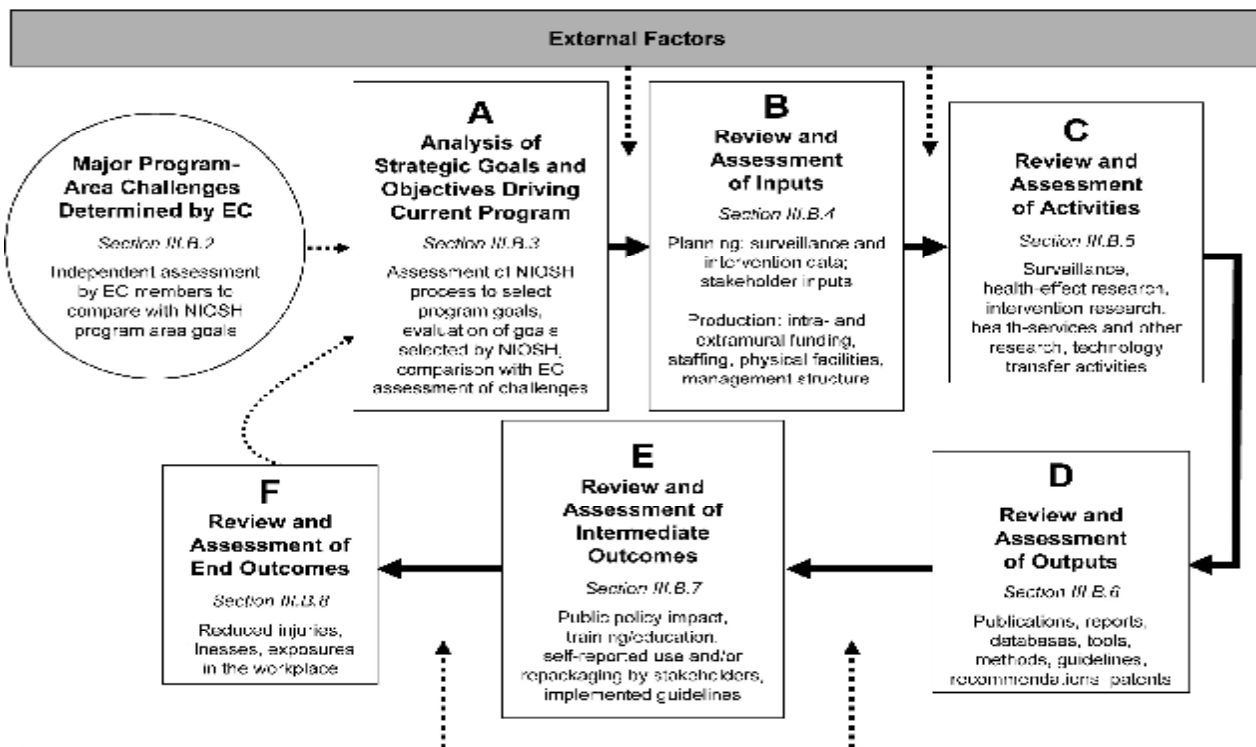 External Factors
Major Program-
Area Challenges
Determined by EC
Section III.B.2
Independent assessment
by EC members to
compare with NIOSH
program area goals
A
Analysis of
Strategic Goals and
Objectives Driving
Current Program
Section III.B.3
Assessment of NIOSH
process to select
program goals,
evaluation of goals
selected by NIOSH,
comparison with EC
assessment of challenges
B
Review and
Assessment
of Inputs
Section III.B.4
Planning: surveillance and
intervention data;
stakeholder inputs
Production: intra- and
extramural funding,
staffing, physical facilities,
management structure
C
Review and
Assessment
of Activities
Section III.B.5
Surveillance,
health-effect research,
intervention research,
health-services and other
research, technology
transfer activities
D
Review and
Assessment
of Outputs
Section III.B.6
Publications, reports,
databases, tools,
methods, guidelines,
recommendations, patents
E
Review and
Assessment of
Intermediate
Outcomes
Section III.B.7
Public policy impact,
training/education,
self-reported use and/or
repackaging by stakeholders,
implemented guidelines
F
Review and
Assessment of
End Outcomes
Section III.B.8
Reduced injuries,
lnesses, exposures
in the workplace